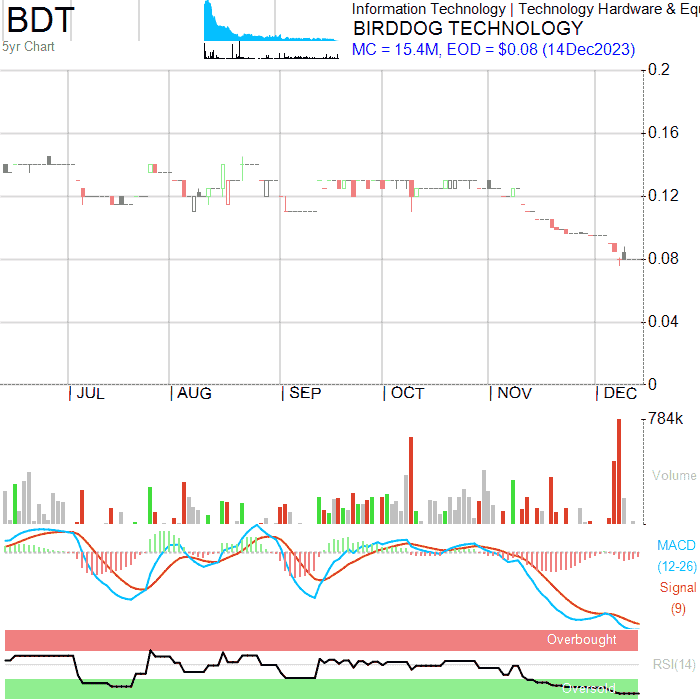 BDT
5yr Chart
Information Technology | Technology Hardware & Equ
BIRDDOG TECHNOLOGY
MC = 15.4M, EOD = $0.08 (14Dec2023)
0.2
0.16
0.12
0.08
0.04
0
JUL
AUG
SEP
OCT
NOV
DEC
784k
Volume
MACD
(12-26)
Signal
(9)
Overbought
RSI(14)
Oversold